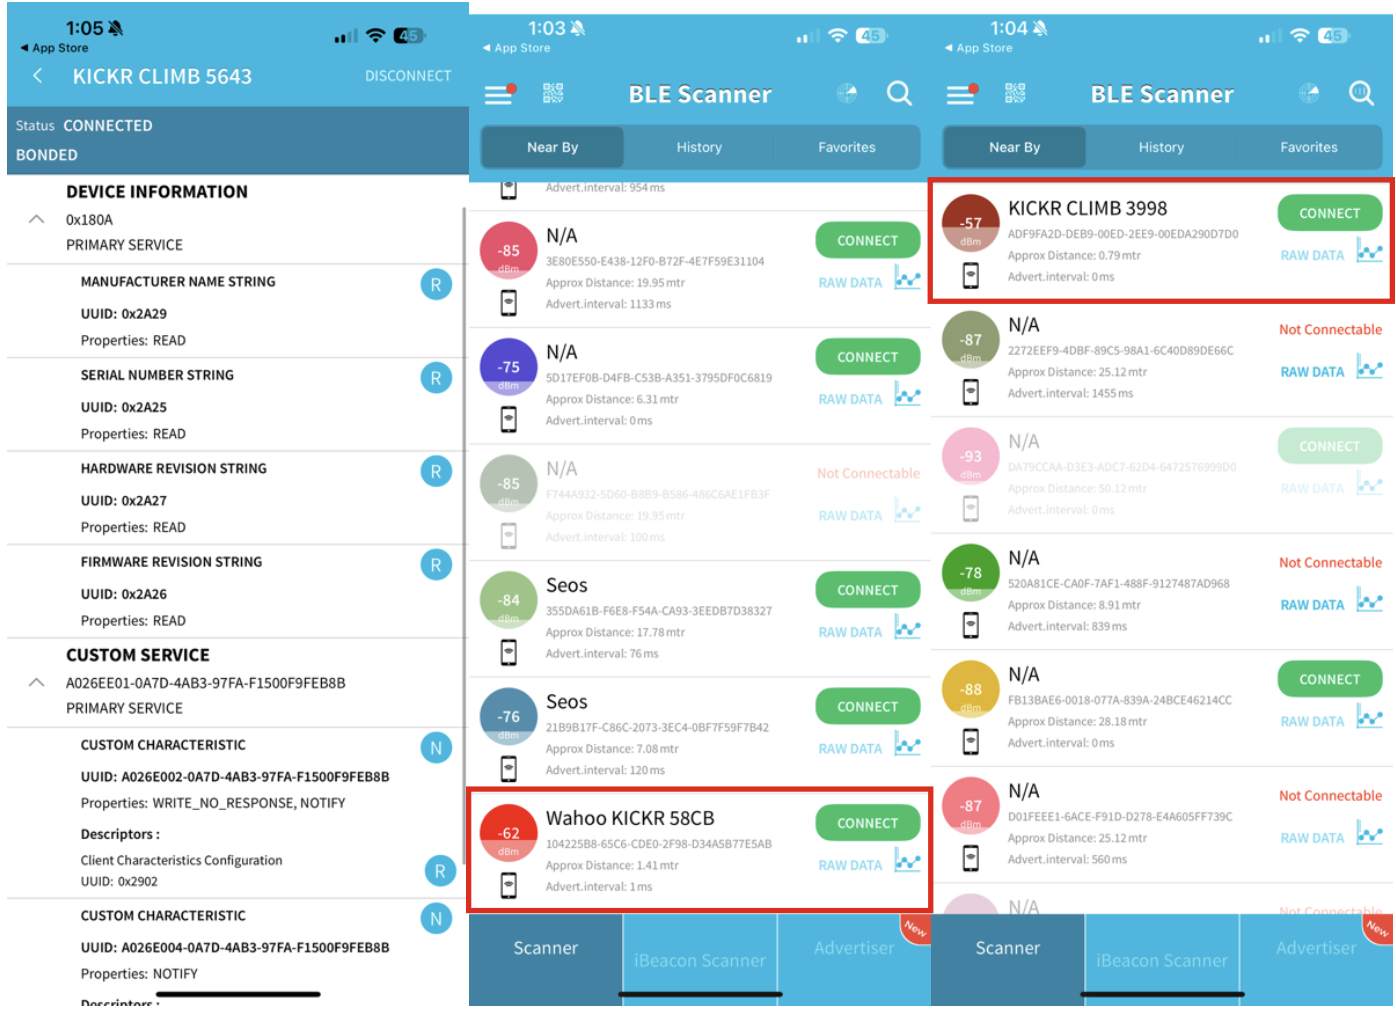 1:05
45
App Store
KICKR CLIMB 5643
DISCONNECT
Status CONNECTED
BONDED
DEVICE INFORMATION
0x180A
PRIMARY SERVICE
MANUFACTURER NAME STRING
R
UUID: 0x2A29
Properties: READ
SERIAL NUMBER STRING
R
UUID: 0x2A25
Properties: READ
HARDWARE REVISION STRING
R
UUID: 0x2A27
Properties: READ
FIRMWARE REVISION STRING
R
UUID: 0x2A26
Properties: READ
CUSTOM SERVICE
A026EE01-0A7D-4AB3-97FA-F1500F9FEB8B
PRIMARY SERVICE
CUSTOM CHARACTERISTIC
N
UUID: A026E002-0A7D-4AB3-97FA-F1500F9FEB8B
Properties: WRITE_NO_RESPONSE, NOTIFY
Descriptors :
Client Characteristics Configuration
UUID: 0x2902
R
CUSTOM CHARACTERISTIC
N
UUID: A026E004-0A7D-4AB3-97FA-F1500F9FEB8B
Properties: NOTIFY
Descriptors :
1:03
45
App Store
BLE Scanner
Near By
History
Favorites
Advert.interval: 954 ms
-85
dBm
N/A
3E80E550-E438-12F0-B72F-4E7F59E31104
Approx Distance: 19.95 mtr
Advert.interval: 1133 ms
CONNECT
RAW DATA
-75
dBm
N/A
5D17EF0B-D4FB-C53B-A351-3795DF0C6819
Approx Distance: 6.31 mtr
Advert.interval: 0 ms
CONNECT
RAW DATA
-85
dBm
N/A
F744A932-5D60-B8B9-B586-486C6AE1FB3F
Approx Distance: 19.95 mtr
Advert.interval: 100 ms
Not Connectable
RAW DATA
-84
dBm
Seos
355DA61B-F6E8-F54A-CA93-3EEDB7D38327
Approx Distance: 17.78 mtr
Advert.interval: 76 ms
CONNECT
RAW DATA
-76
dBm
Seos
21B9B17F-C86C-2073-3EC4-0BF7F59F7B42
Approx Distance: 7.08 mtr
Advert.interval: 120 ms
CONNECT
RAW DATA
-62
dBm
Wahoo KICKR 58CB
104225B8-65C6-CDE0-2F98-D34A5B77E5AB
Approx Distance: 1.41 mtr
Advert.interval: 1 ms
CONNECT
RAW DATA
Scanner
iBeacon Scanner
Advertiser
New
1:04
45
App Store
BLE Scanner
Near By
History
Favorites
-57
dBm
KICKR CLIMB 3998
ADF9FA2D-DEB9-00ED-2EE9-00EDA290D7D0
Approx Distance: 0.79 mtr
Advert.interval: 0 ms
CONNECT
RAW DATA
-87
dBm
N/A
2272EEF9-4DBF-89C5-98A1-6C40D89DE66C
Approx Distance: 25.12 mtr
Advert.interval: 1455 ms
Not Connectable
RAW DATA
-93
dBm
N/A
DA79CCAA-D3E3-ADC7-62D4-6472576999D0
Approx Distance: 50.12 mtr
Advert.interval: 0 ms
CONNECT
RAW DATA
-78
dBm
N/A
520A81CE-CA0F-7AF1-488F-9127487AD968
Approx Distance: 8.91 mtr
Advert.interval: 839 ms
Not Connectable
RAW DATA
-88
dBm
N/A
FB13BAE6-0018-077A-839A-24BCE46214CC
Approx Distance: 28.18 mtr
Advert.interval: 0 ms
CONNECT
RAW DATA
-87
dBm
N/A
D01FEEE1-6ACE-F91D-D278-E4A605FF739C
Approx Distance: 25.12 mtr
Advert.interval: 560 ms
Not Connectable
RAW DATA
N/A
Not Connectable
Scanner
iBeacon Scanner
Advertiser
New